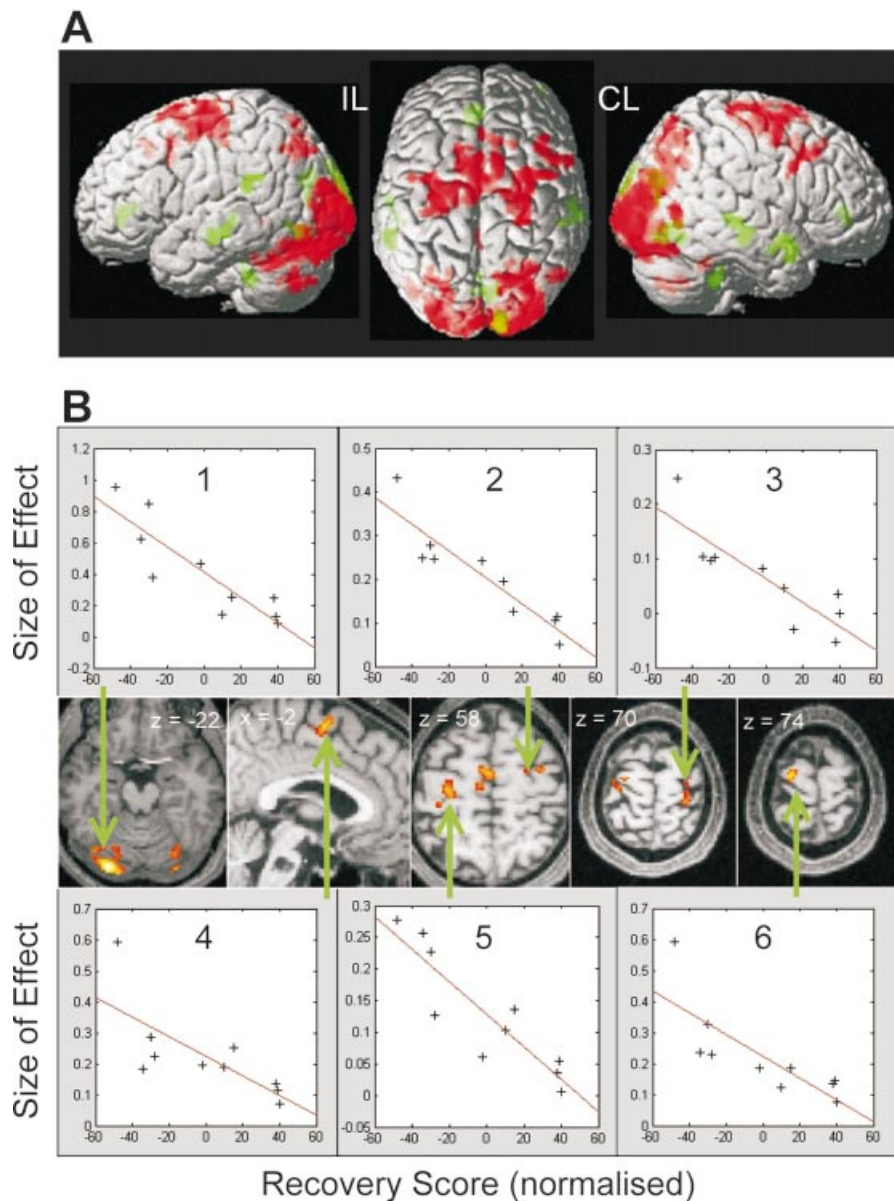 A
IL
CL
B
Size of Effect
1
1.2
1
0.8
0.6
0.4
0.2
0
-0.2
-60 -40 -20 0 20 40 60
2
0.5
0.4
0.3
0.2
0.1
0
-60 -40 -20 0 20 40 60
3
0.3
0.2
0.1
0
-0.1
-60 -40 -20 0 20 40 60
z = -22
x = -2
z = 58
z = 70
z = 74
Size of Effect
4
0.7
0.6
0.5
0.4
0.3
0.2
0.1
0
-60 -40 -20 0 20 40 60
5
0.3
0.25
0.2
0.15
0.1
0.05
0
-0.05
-60 -40 -20 0 20 40 60
6
0.7
0.6
0.5
0.4
0.3
0.2
0.1
0
-60 -40 -20 0 20 40 60
Recovery Score (normalised)